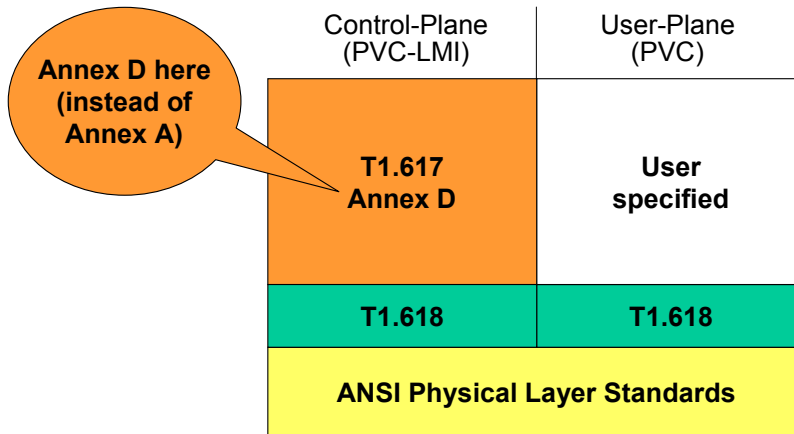 Control-Plane
(PVC-LMI)
User-Plane
(PVC)
Annex D here
(instead of
Annex A)
T1.617
Annex D
User
specified
T1.618
T1.618
ANSI Physical Layer Standards